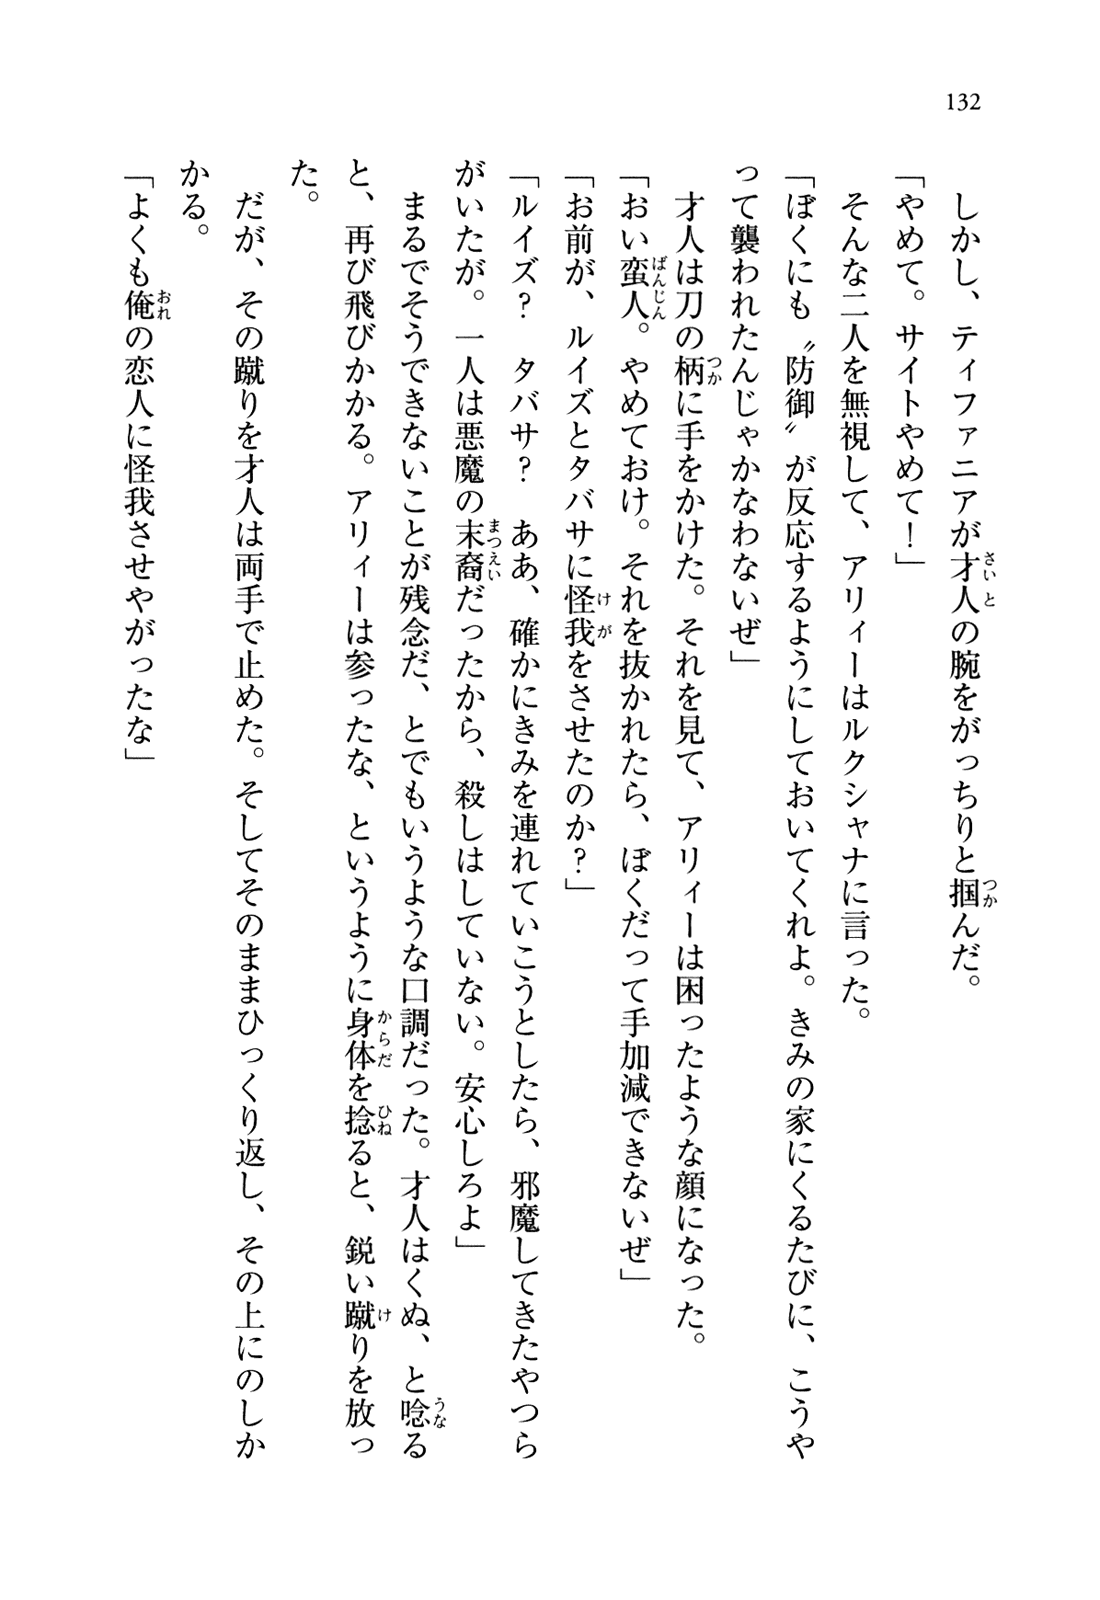 132
しかし、ティファニアが才人の腕をがっちりと掴んだ。
「やめて。サイトやめて！」
そんな二人を無視して、アリィーはルクシャナに言った。
「ぼくにも〝防御〟が反応するようにしておいてくれよ。きみの家にくるたびに、こうや
って襲われたんじゃかなわないぜ」
才人は刀の柄に手をかけた。それを見て、アリィーは困ったような顔になった。
「おい蛮人。やめておけ。それを抜かれたら、ぼくだって手加減できないぜ」
「お前が、ルイズとタバサに怪我をさせたのか？」
「ルイズ？　タバサ？　ああ、確かにきみを連れていこうとしたら、邪魔してきたやつら
がいたが。一人は悪魔の末裔だったから、殺しはしていない。安心しろよ」
まるでそうできないことが残念だ、とでもいうような口調だった。才人はくぬ、と唸る
と、再び飛びかかる。アリィーは参ったな、というように身体を捻ると、鋭い蹴りを放っ
た。
だが、その蹴りを才人は両手で止めた。そしてそのままひっくり返し、その上にのしか
かる。
「よくも俺の恋人に怪我させやがったな」